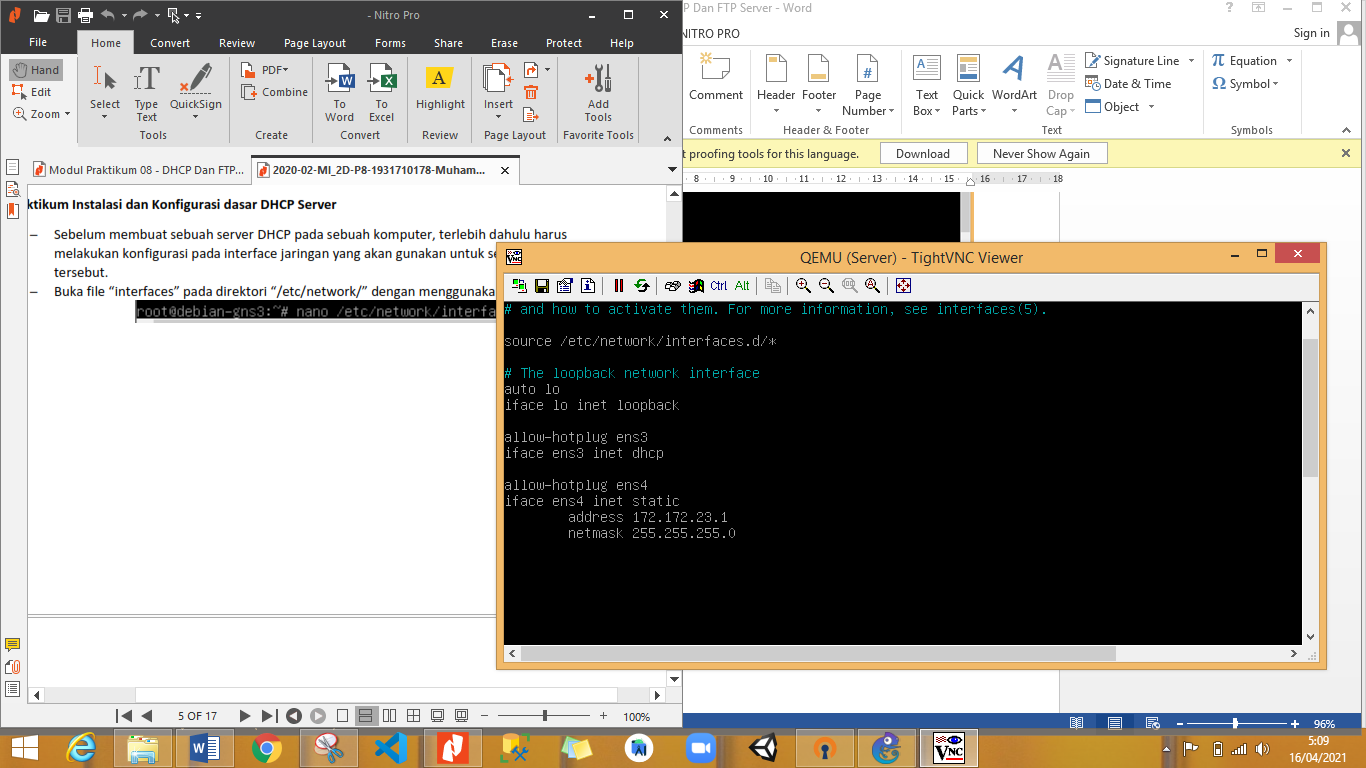 - Nitro Pro
File Home Convert Review Page Layout Forms Share Erase Protect Help
Hand
Edit
Zoom
Select
Type Text
QuickSign
Tools
PDF
Combine
Create
To Word
To Excel
Convert
Highlight
Review
Insert
Page Layout
Add Tools
Favorite Tools
Modul Praktikum 08 - DHCP Dan FTP...
2020-02-MI_2D-P8-1931710178-Muham...
ktikum Instalasi dan Konfigurasi dasar DHCP Server
– Sebelum membuat sebuah server DHCP pada sebuah komputer, terlebih dahulu harus
melakukan konfigurasi pada interface jaringan yang akan gunakan untuk se
tersebut.
– Buka file “interfaces” pada direktori “/etc/network/” dengan menggunaka
root@debian-gns3:~# nano /etc/network/interfa
5 OF 17
100%
P Dan FTP Server - Word
NITRO PRO
Sign in
Comment
Comments
Header
Footer
Page Number
Header & Footer
Text Box
Quick Parts
WordArt
Drop Cap
Signature Line
Date & Time
Object
Text
Equation
Symbol
Symbols
t proofing tools for this language.
Download
Never Show Again
8 9 10 11 12 13 14 15 16 17 18
QEMU (Server) - TightVNC Viewer
Ctrl Alt
# and how to activate them. For more information, see interfaces(5).
source /etc/network/interfaces.d/*
# The loopback network interface
auto lo
iface lo inet loopback
allow-hotplug ens3
iface ens3 inet dhcp
allow-hotplug ens4
iface ens4 inet static
address 172.172.23.1
netmask 255.255.255.0
96%
VNC
5:09
16/04/2021